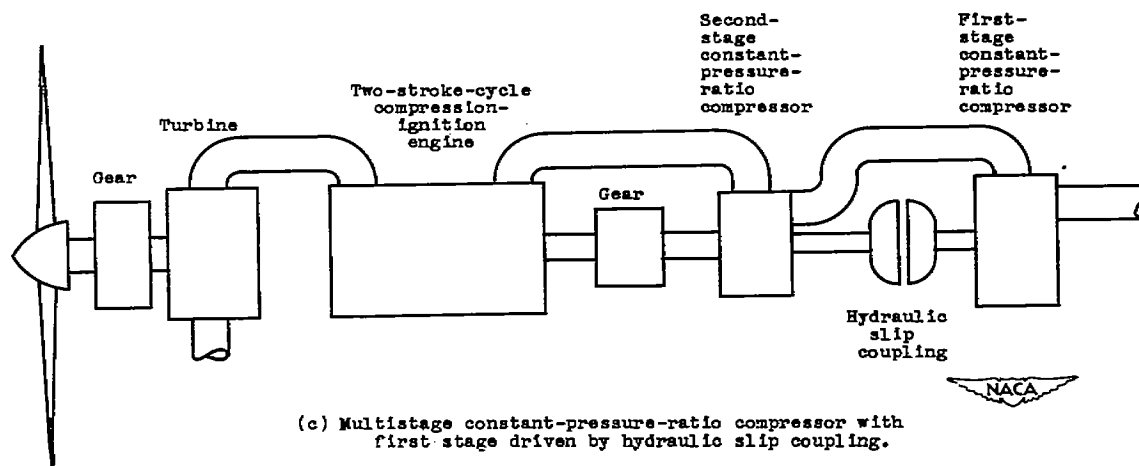 Second-
stage
constant-
pressure-
ratio
compressor
First-
stage
constant-
pressure-
ratio
compressor
Two-stroke-cycle
compression-
ignition
engine
Turbine
Gear
Gear
Hydraulic
slip
coupling
NACA
(c) Multistage constant-pressure-ratio compressor with
first stage driven by hydraulic slip coupling.